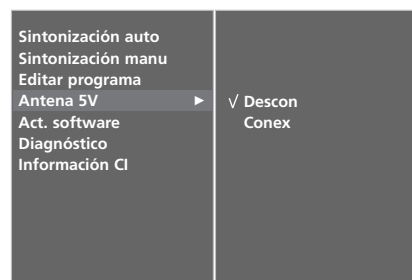 Sintonización auto
Sintonización manu
Editar programa
Antena 5V ►
Act. software
Diagnóstico
Información CI
√ Descon
Conex